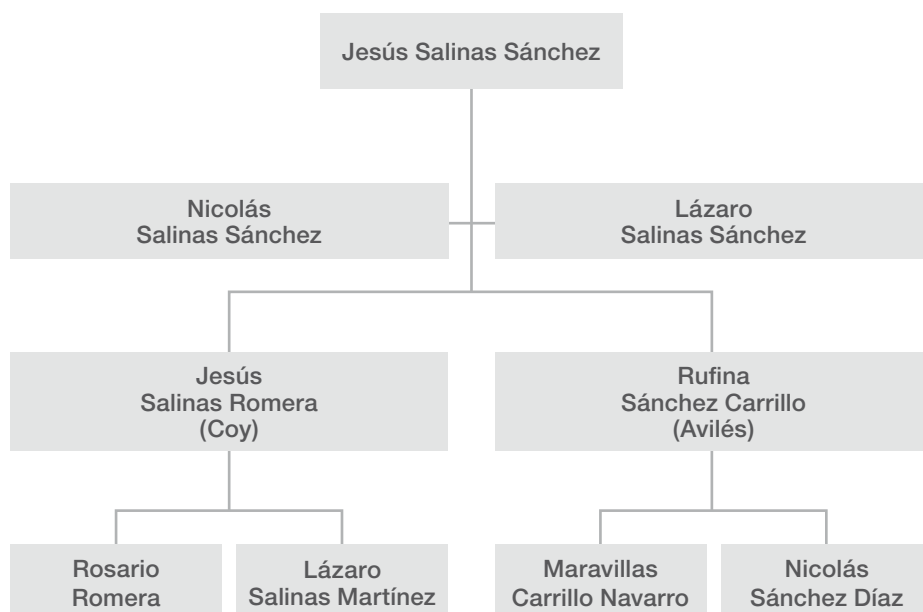 Jesús Salinas Sánchez
Nicolás
Salinas Sánchez
Lázaro
Salinas Sánchez
Jesús
Salinas Romera
(Coy)
Rufina
Sánchez Carrillo
(Avilés)
Rosario
Romera
Lázaro
Salinas Martínez
Maravillas
Carrillo Navarro
Nicolás
Sánchez Díaz